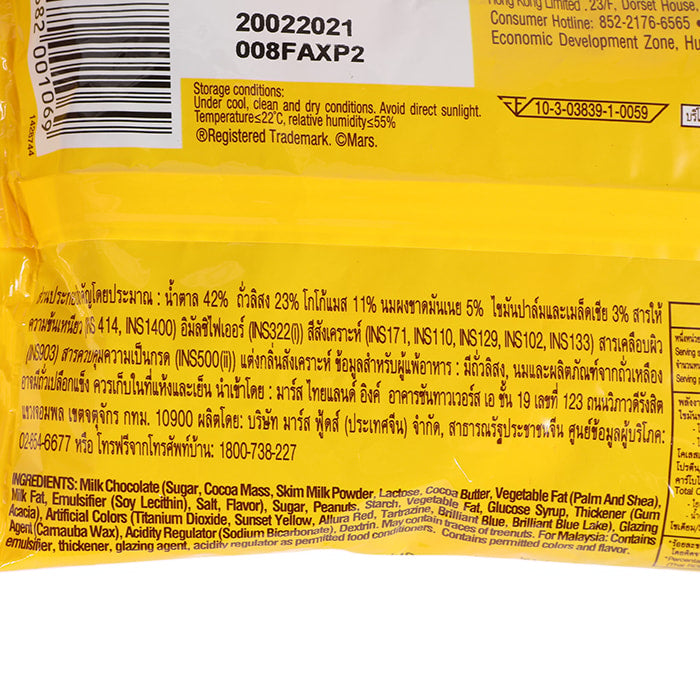 682 001069
1428744
20022021
008FAXP2
Hong Kong Limited . 23/F, Dorset House,
Consumer Hotline: 852-2176-6565
Economic Development Zone, Hu
Storage conditions:
Under cool, clean and dry conditions. Avoid direct sunlight.
Temperature≤22℃, relative humidity≤55%
®Registered Trademark. ©Mars.
F 10-3-03839-1-0059
โดยประมาณ : น้ำตาล 42% ถั่วลิสง 23% โกโก้แมส 11% นมผงขาดมันเนย 5% ไขมันปาล์มและเมล็ดเชีย 3% สารให้
ความข้นเหนียว (INS 414, INS1400) อิมัลซิไฟเออร์ (INS322(i)) สีสังเคราะห์ (INS171, INS110, INS129, INS102, INS133) สารเคลือบผิว
(INS903) สารควบคุมความเป็นกรด (INS500(ii)) แต่งกลิ่นสังเคราะห์ ข้อมูลสำหรับผู้แพ้อาหาร : มีถั่วลิสง, นมและผลิตภัณฑ์จากถั่วเหลือง
อาจมีถั่วเปลือกแข็ง ควรเก็บในที่แห้งและเย็น นำเข้าโดย : มาร์ส ไทยแลนด์ อิงค์ อาคารซันทาวเวอร์ส เอ ชั้น 19 เลขที่ 123 ถนนวิภาวดีรังสิต
แขวงจอมพล เขตจตุจักร กทม. 10900 ผลิตโดย: บริษัท มาร์ส ฟู้ดส์ (ประเทศจีน) จำกัด, สาธารณรัฐประชาชนจีน ศูนย์ข้อมูลผู้บริโภค:
02-654-6677 หรือ โทรฟรีจากโทรศัพท์บ้าน: 1800-738-227
INGREDIENTS: Milk Chocolate (Sugar, Cocoa Mass, Skim Milk Powder, Lactose, Cocoa Butter, Vegetable Fat (Palm And Shea),
Milk Fat, Emulsifier (Soy Lecithin), Salt, Flavor), Sugar, Peanuts, Starch, Vegetable Fat, Glucose Syrup, Thickener (Gum
Acacia), Artificial Colors (Titanium Dioxide, Sunset Yellow, Allura Red, Tartrazine, Brilliant Blue, Brilliant Blue Lake), Glazing
Agent (Carnauba Wax), Acidity Regulator (Sodium Bicarbonate), Dextrin. May contain traces of treenuts. For Malaysia: Contains
emulsifier, thickener, glazing agent, acidity regulator as permitted food conditioners. Contains permitted colors and flavor.